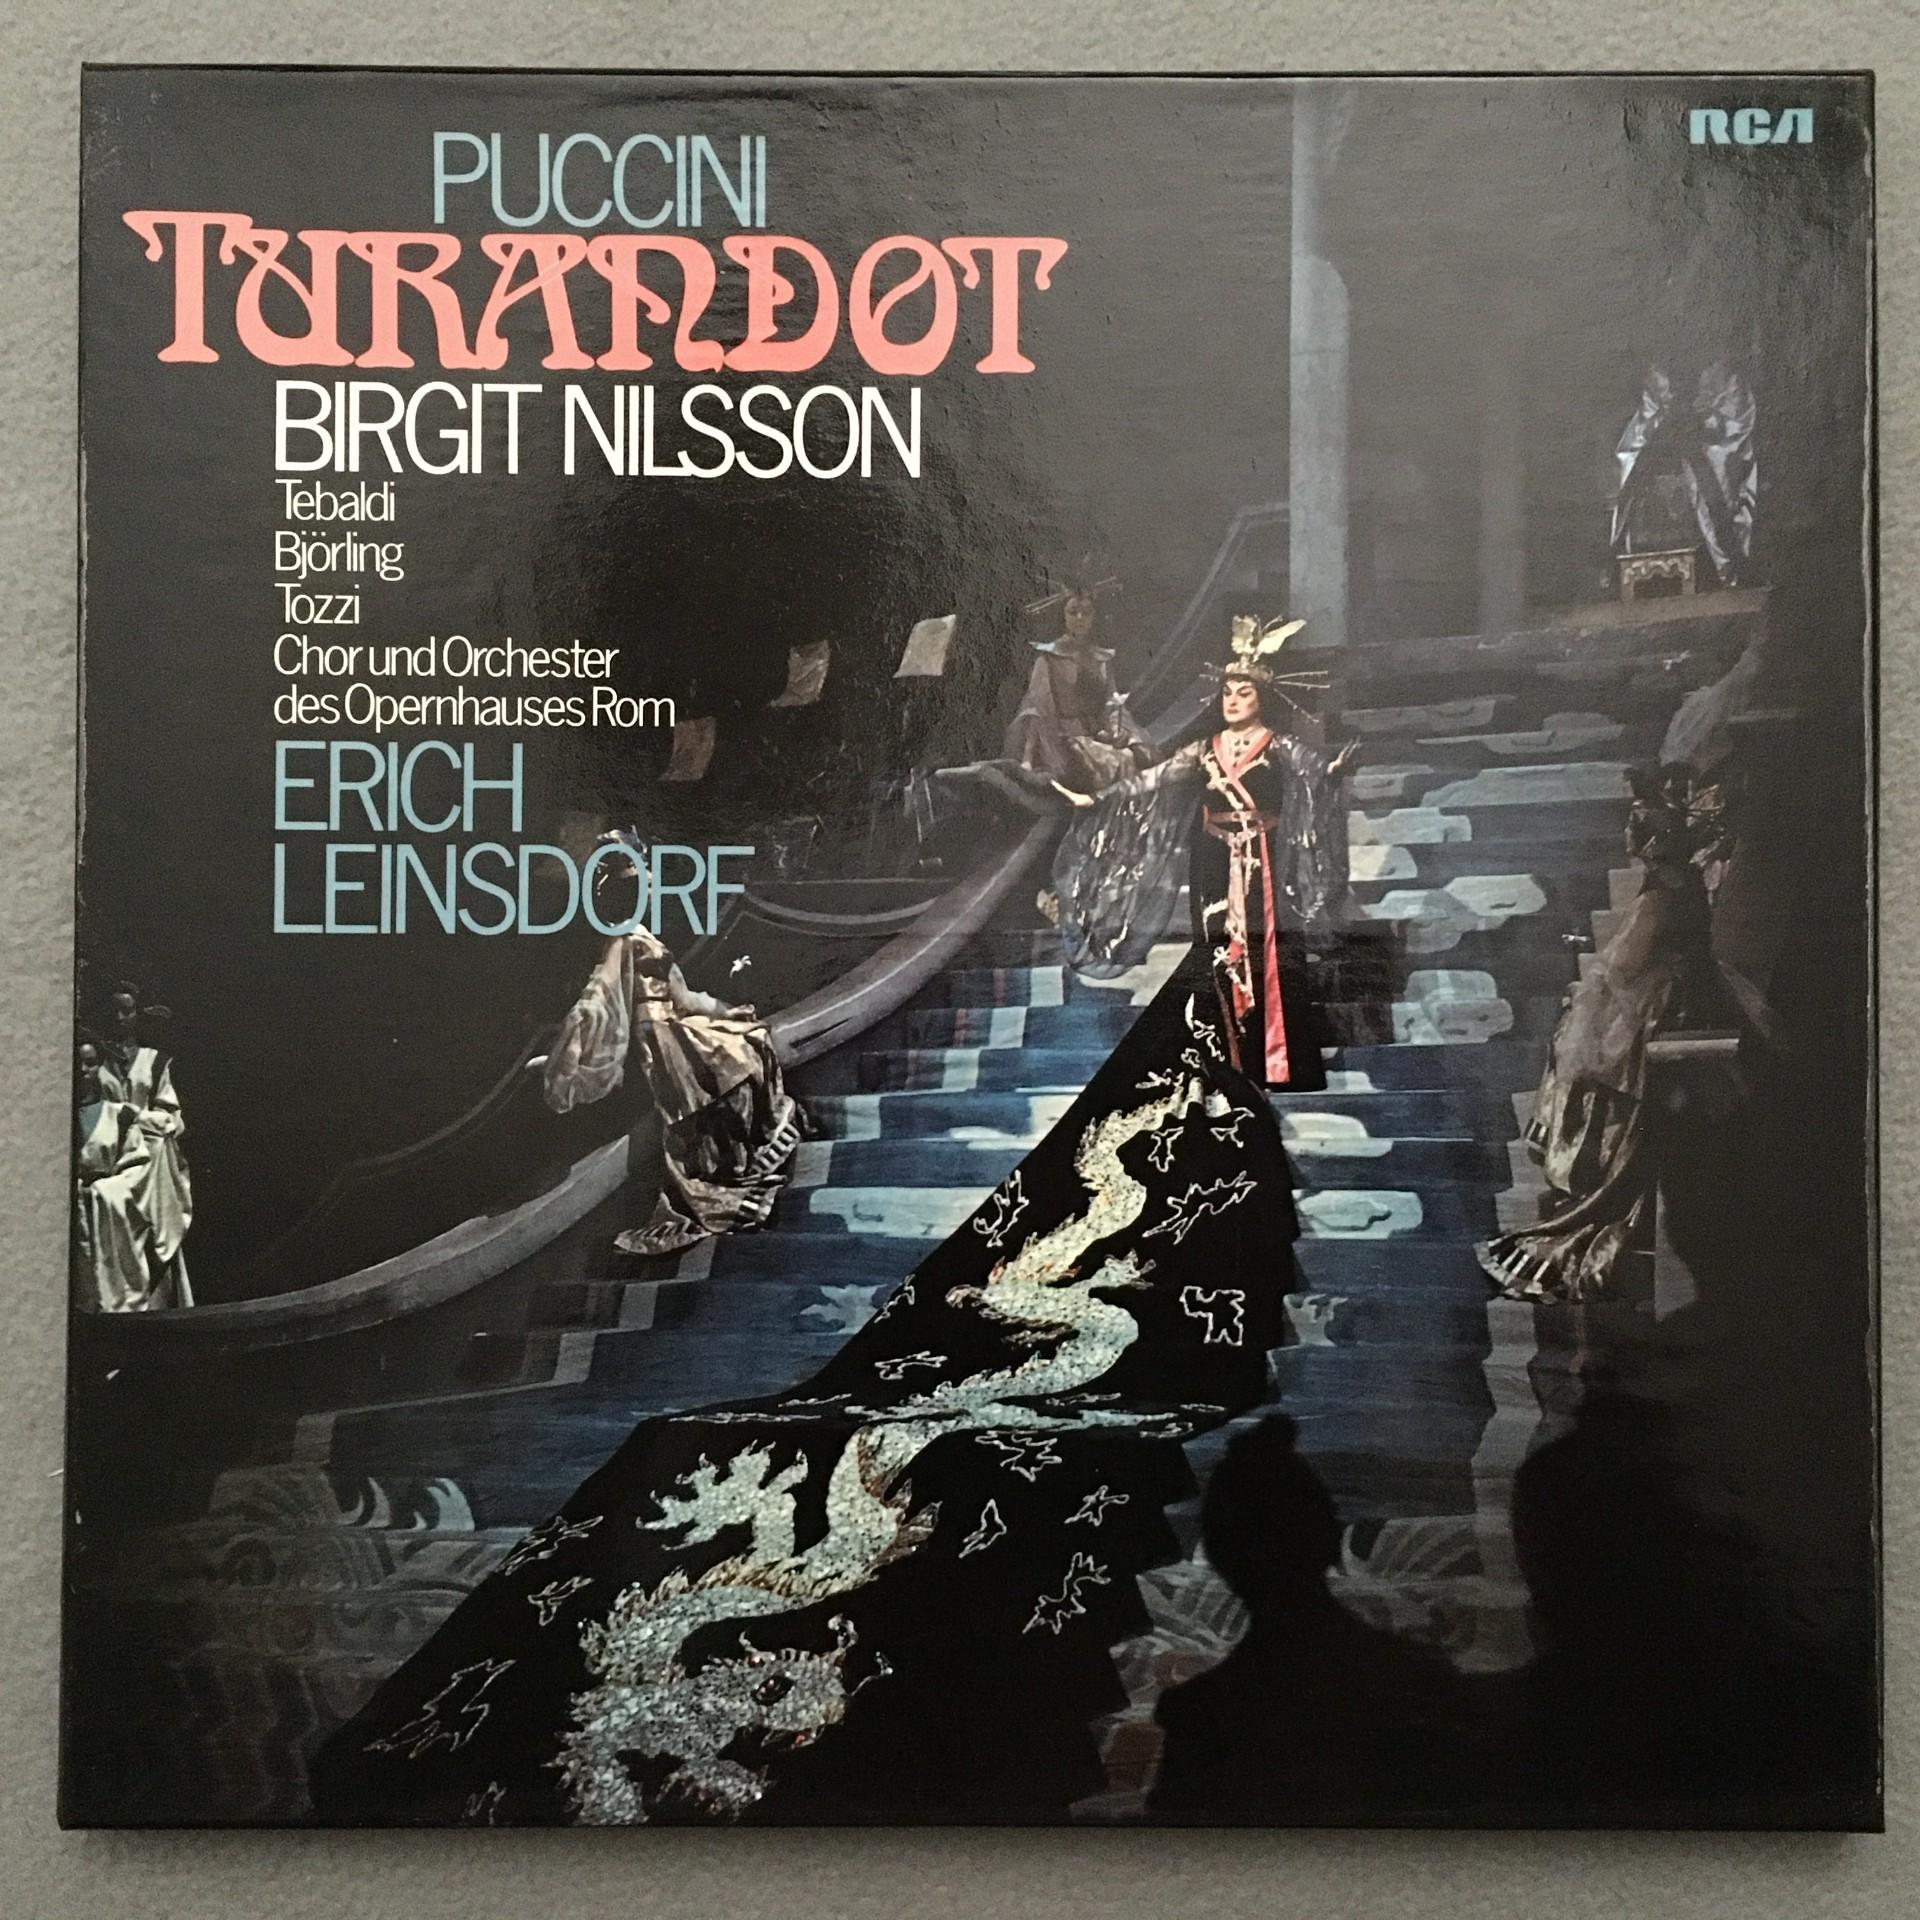 RCA
PUCCINI
TURANDOT
BIRGIT NILSSON
Tebaldi
Björling
Tozzi
Chor und Orchester
des Opernhauses Rom
ERICH
LEINSDORF